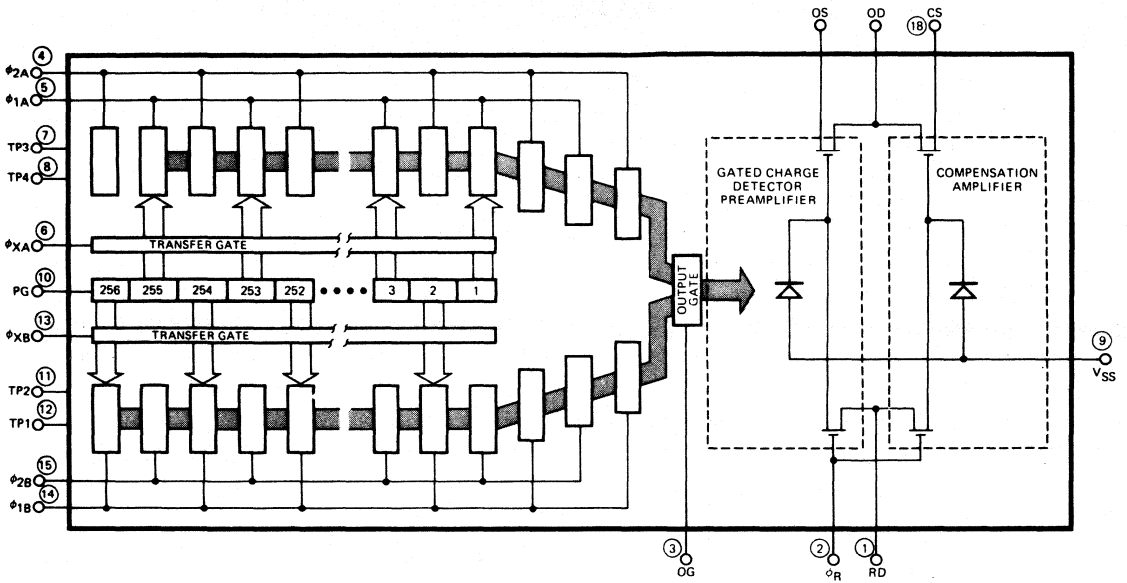 OS OD CS
18
4
ϕ2A
5
ϕ1A
7
TP3
8
TP4
GATED CHARGE
DETECTOR
PREAMPLIFIER
COMPENSATION
AMPLIFIER
6
ϕXA
TRANSFER GATE
10
PG
256 255 254 253 252 •••• 3 2 1
OUTPUT
GATE
13
ϕXB
TRANSFER GATE
9
VSS
11
TP2
12
TP1
15
ϕ2B
14
ϕ1B
3
OG
2
ϕR
1
RD